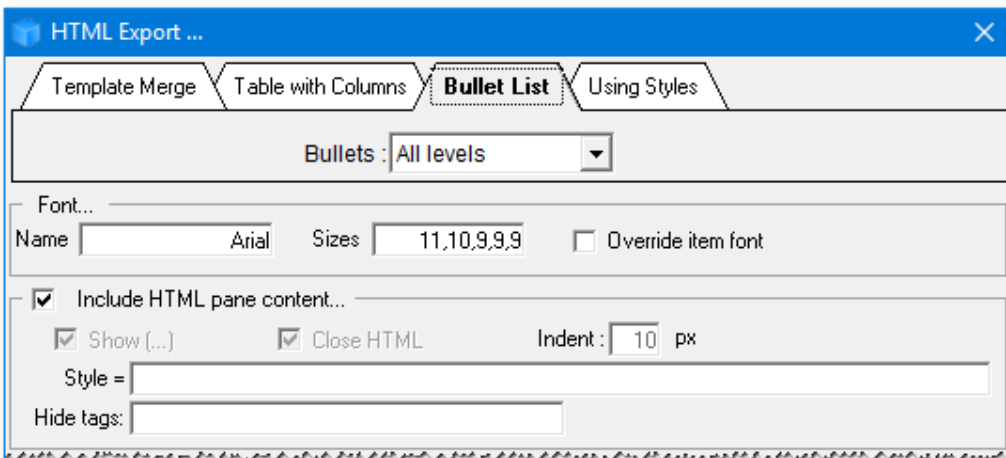 HTML Export ...
Template Merge Table with Columns Bullet List Using Styles
Bullets : All levels
Font...
Name Arial Sizes 11,10,9,9,9 Override item font
Include HTML pane content...
Show (...) Close HTML Indent : 10 px
Style =
Hide tags: